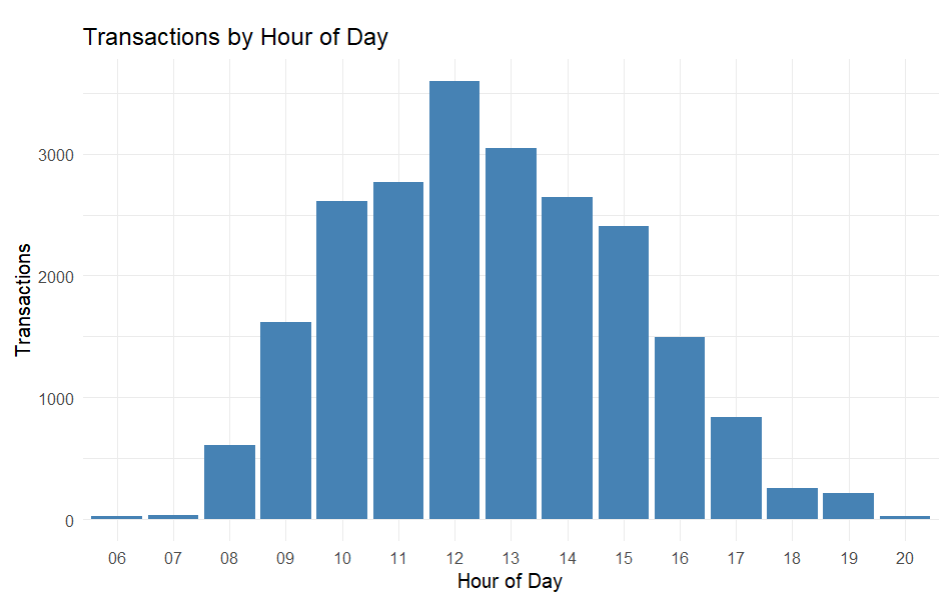 Transactions by Hour of Day
Transactions
3000
2000
1000
0
06 07 08 09 10 11 12 13 14 15 16 17 18 19 20
Hour of Day